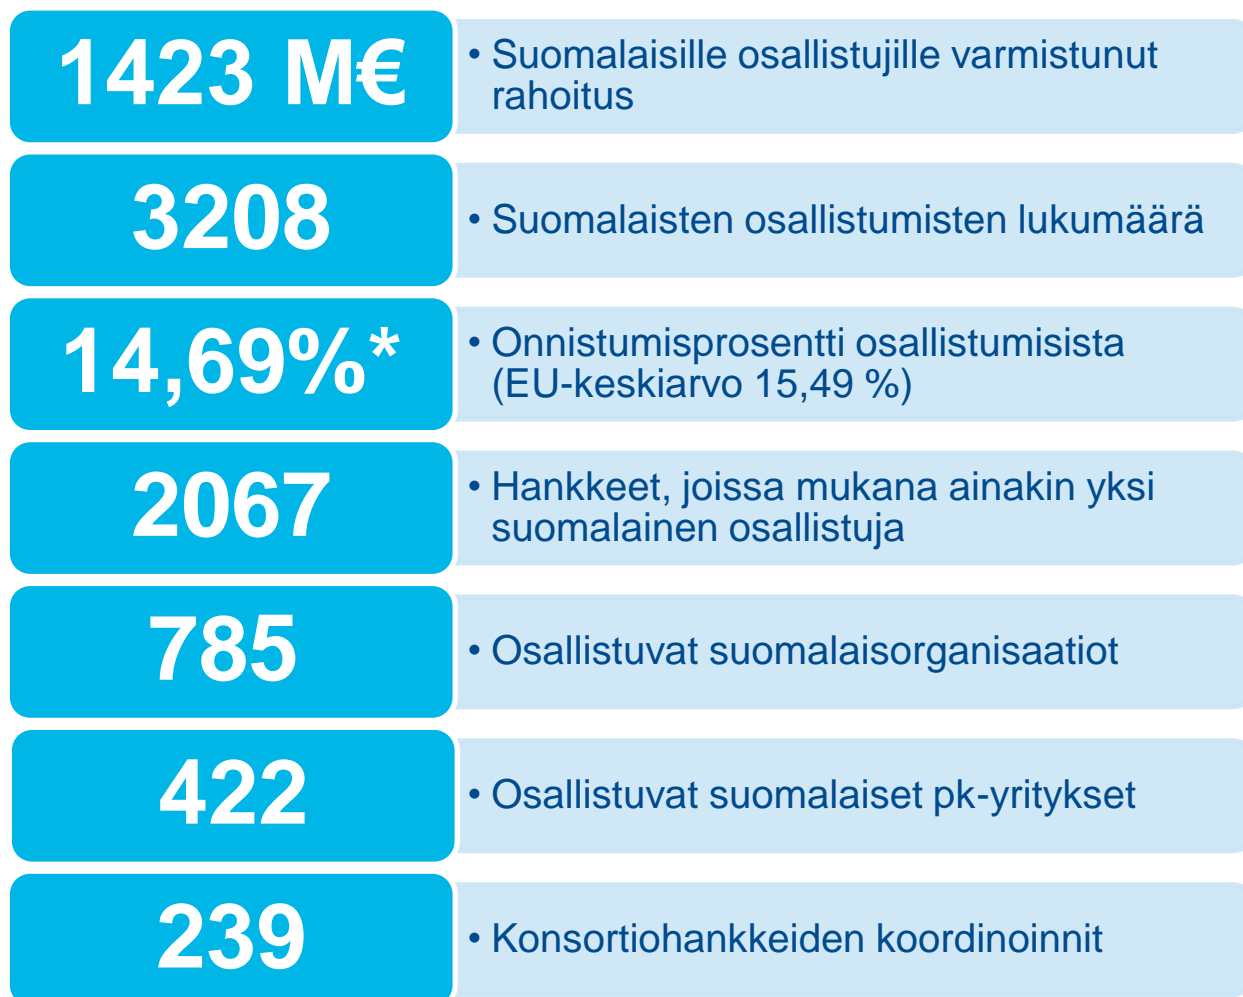 1423 M€
• Suomalaisille osallistujille varmistunut
rahoitus
3208
• Suomalaisten osallistumisten lukumäärä
14,69%*
• Onnistumisprosentti osallistumisista
(EU-keskiarvo 15,49 %)
2067
• Hankkeet, joissa mukana ainakin yksi
suomalainen osallistuja
785
• Osallistuvat suomalaisorganisaatiot
422
• Osallistuvat suomalaiset pk-yritykset
239
• Konsortiohankkeiden koordinoinnit